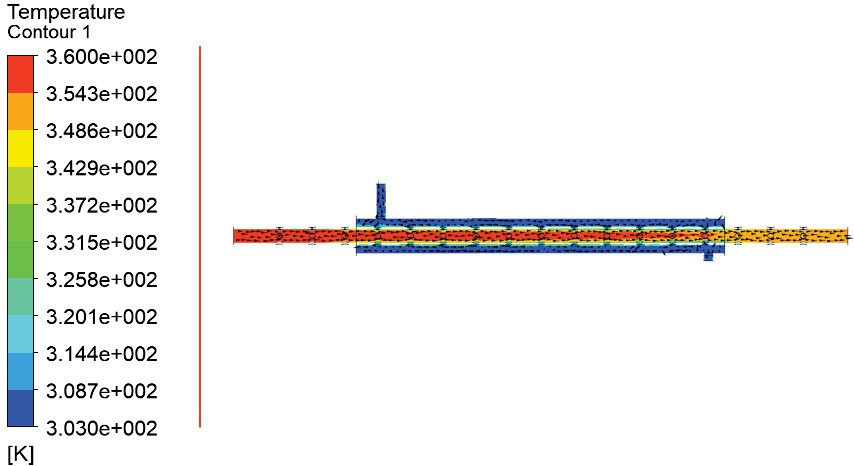 Temperature
Contour 1
3.600e+002
3.543e+002
3.486e+002
3.429e+002
3.372e+002
3.315e+002
3.258e+002
3.201e+002
3.144e+002
3.087e+002
3.030e+002
[K]